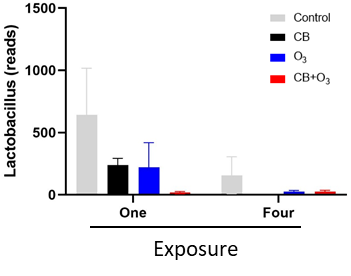 Lactobacillus (reads)
1500
1000
500
0
Control
CB
O₃
CB+O₃
One
Four
Exposure